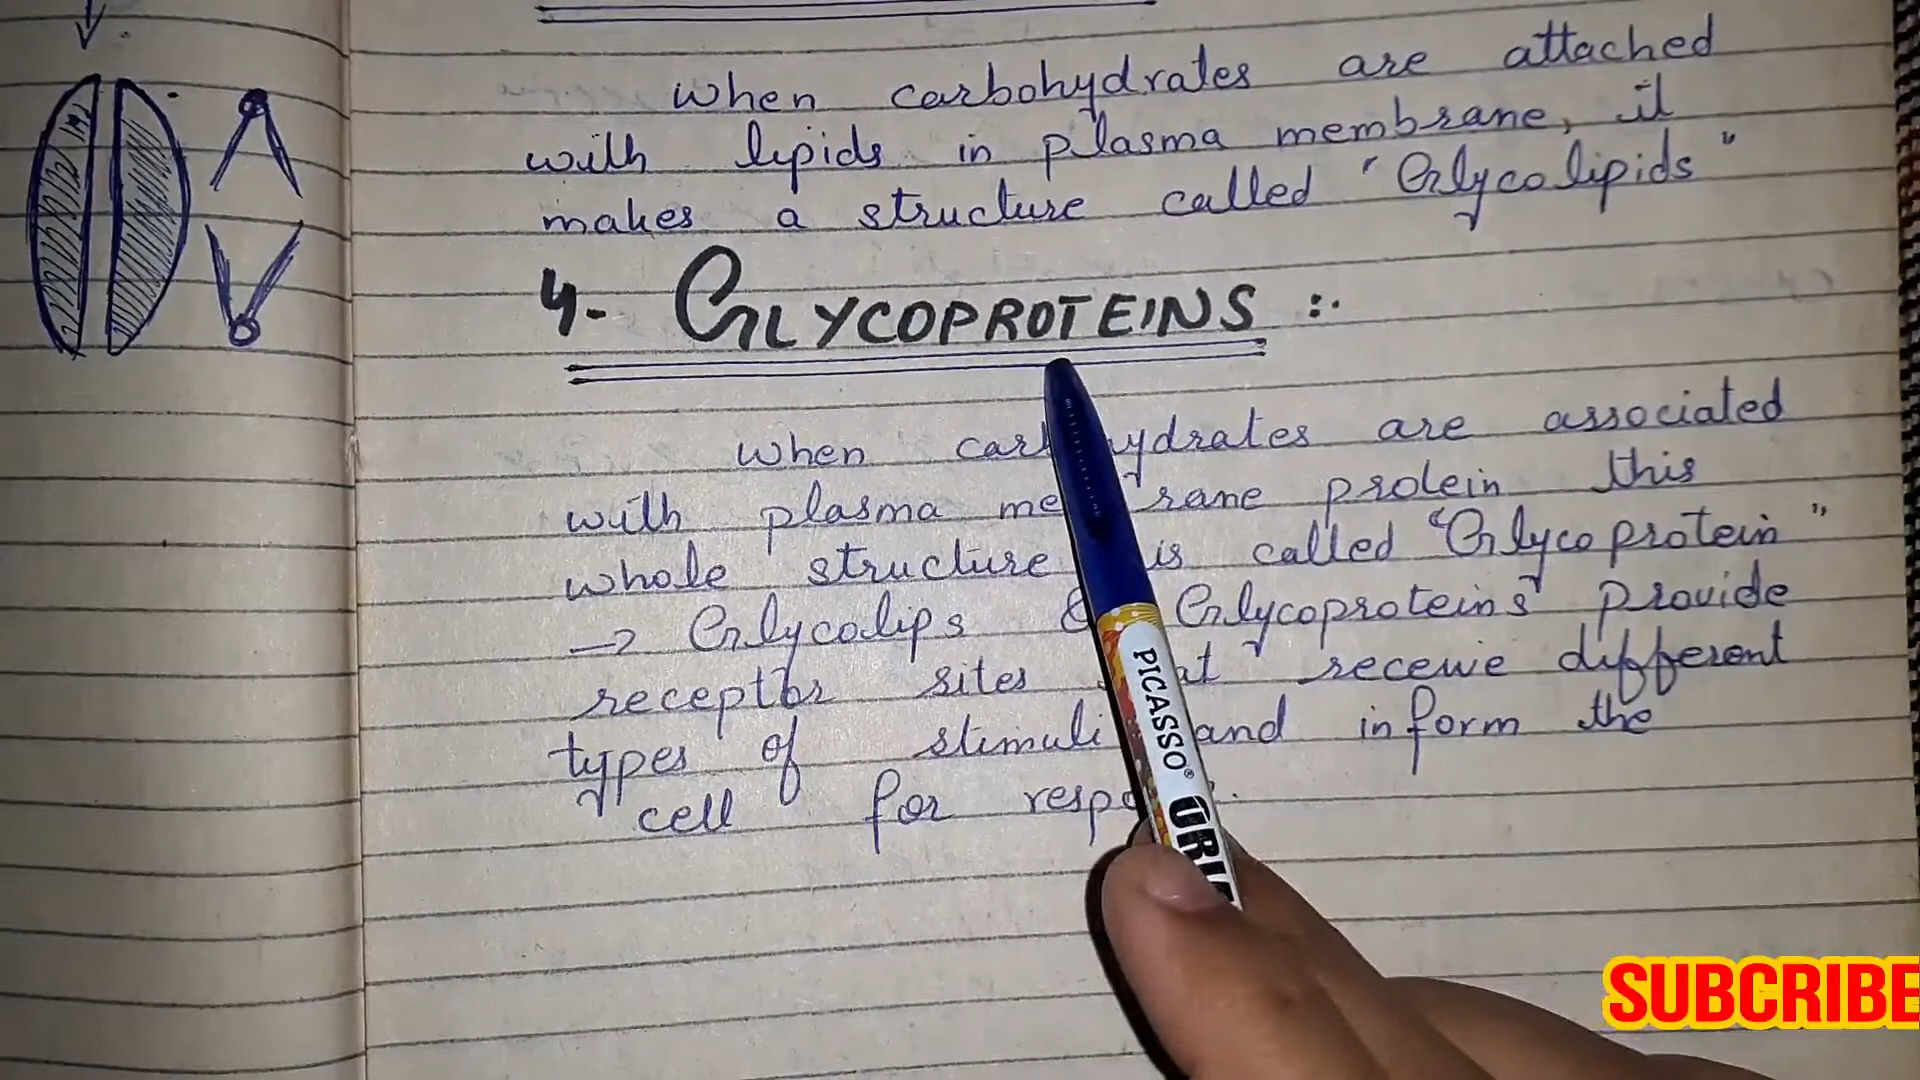 When carbohydrates are attached
with lipids in plasma membrane, it
makes a structure called "Glycolipids"
4- GLYCOPROTEINS :-
When carbohydrates are associated
with plasma membrane protein this
whole structure is called "Glycoprotein"
→ Glycolips & Glycoproteins provide
receptor sites that receive different
types of stimuli and inform the
cell for
PICASSO®
SUBCRIBE